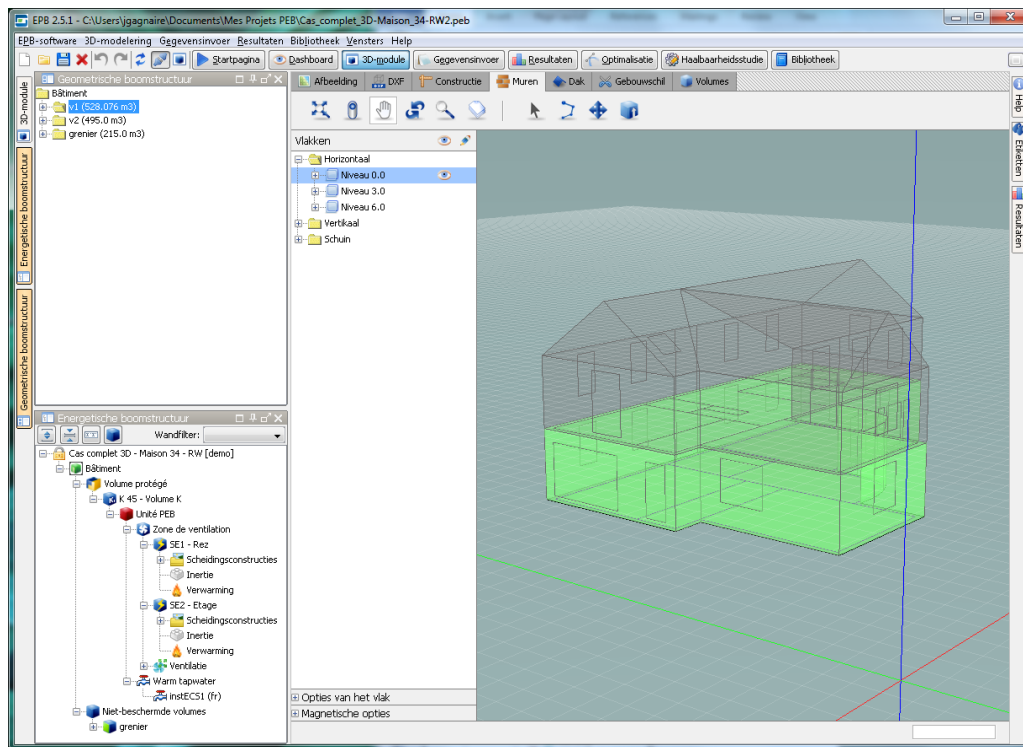 EPB 2.5.1 - C:\Users\jgagnaire\Documents\Mes Projets PEB\Cas_complet_3D-Maison_34-RW2.peb
EPB-software 3D-modelering Gegevensinvoer Resultaten Bibliotheek Vensters Help
Startpagina Dashboard 3D-module Gegevensinvoer Resultaten Optimalisatie Haalbaarheidsstudie Bibliotheek
3D-module
Energetische boomstructuur
Geometrische boomstructuur
Geometrische boomstructuur
Bâtiment
v1 (528.076 m3)
v2 (495.0 m3)
grenier (215.0 m3)
Energetische boomstructuur
Wandfilter:
Cas complet 3D - Maison 34 - RW [demo]
Bâtiment
Volume protégé
K 45 - Volume K
Unité PEB
Zone de ventilation
SE1 - Rez
Scheidingsconstructies
Inertie
Verwarming
SE2 - Etage
Scheidingsconstructies
Inertie
Verwarming
Ventilatie
Warm tapwater
instECS1 (fr)
Niet-beschermde volumes
grenier
Afbeelding DXF Constructie Muren Dak Gebouwschil Volumes
Vlakken
Horizontaal
Niveau 0.0
Niveau 3.0
Niveau 6.0
Vertikaal
Schuin
Opties van het vlak
Magnetische opties
Help
Etiketten
Resultaten